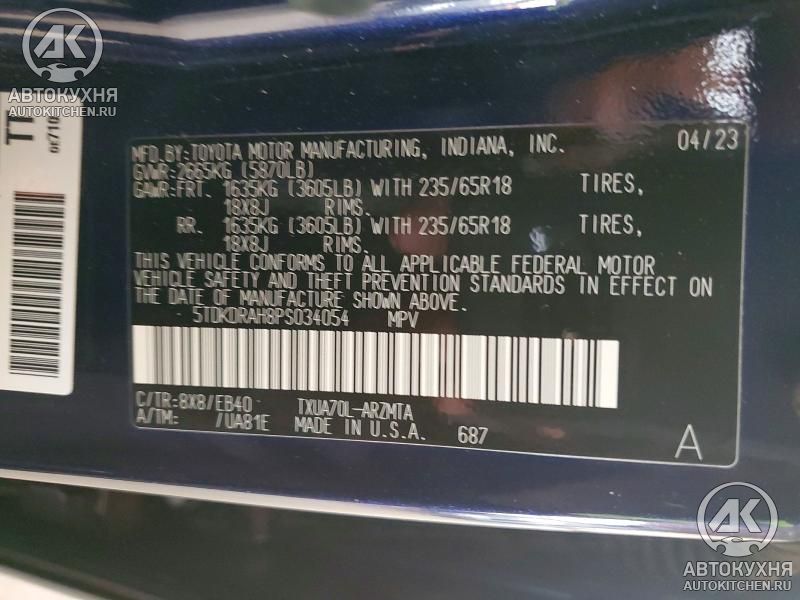 АВТОКУХНЯ
AUTOKITCHEN.RU
MFD.BY:TOYOTA MOTOR MANUFACTURING, INDIANA, INC. 04/23
GVWR:2665KG (5870LB)
GAWR:FRT. 1635KG (3605LB) WITH 235/65R18 TIRES,
18X8J RIMS.
RR. 1635KG (3605LB) WITH 235/65R18 TIRES,
18X8J RIMS.
THIS VEHICLE CONFORMS TO ALL APPLICABLE FEDERAL MOTOR
VEHICLE SAFETY AND THEFT PREVENTION STANDARDS IN EFFECT ON
THE DATE OF MANUFACTURE SHOWN ABOVE.
5TDKDRAH8PS034054 MPV
C/TR:8X8/EB40 TXUA70L-ARZMTA
A/TM: /UA81E MADE IN U.S.A. 687 A
АК
АВТОКУХНЯ
AUTOKITCHEN.RU